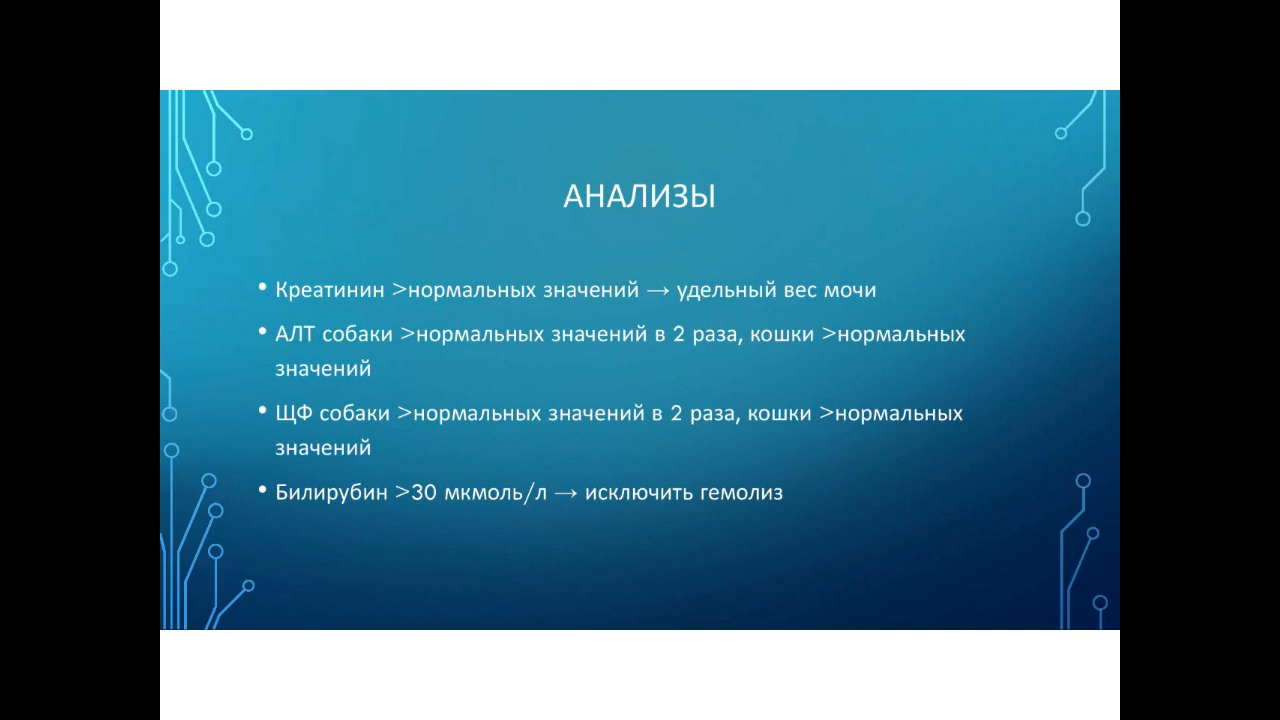 АНАЛИЗЫ
• Креатинин >нормальных значений → удельный вес мочи
• АЛТ собаки >нормальных значений в 2 раза, кошки >нормальных
значений
• ЩФ собаки >нормальных значений в 2 раза, кошки >нормальных
значений
• Билирубин >30 мкмоль/л → исключить гемолиз